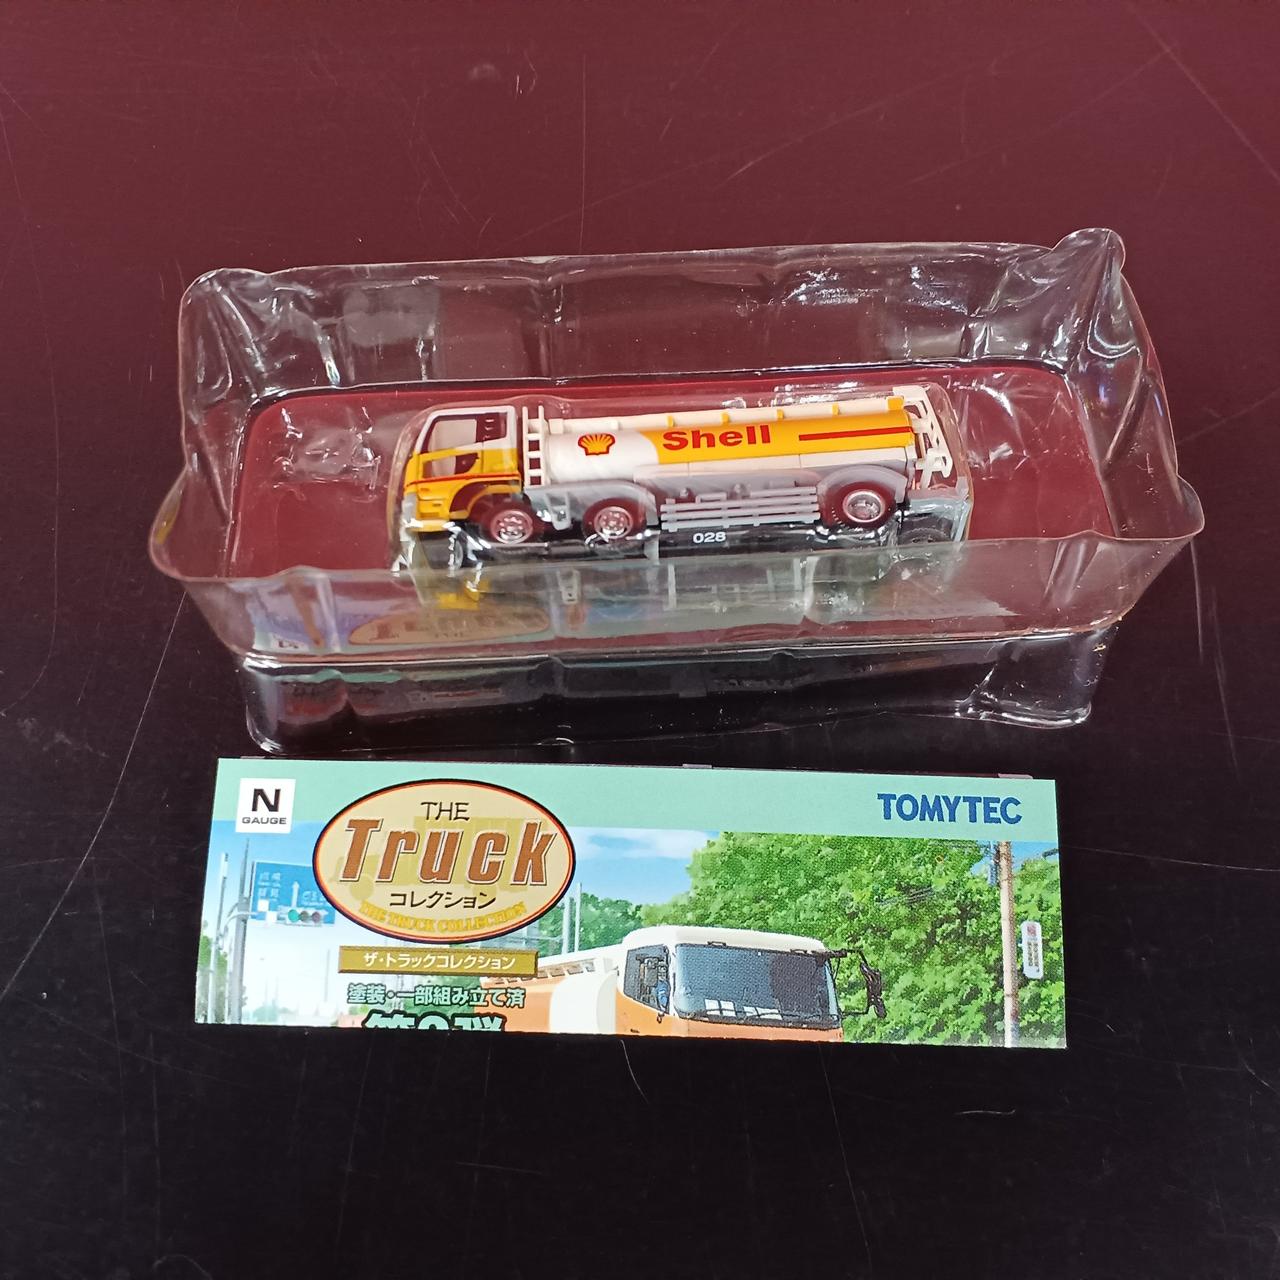 Shell
028
N
GAUGE
THE
Truck
コレクション
THE TRUCK COLLECTION
ザ・トラックコレクション
塗装・一部組み立て済
TOMYTEC